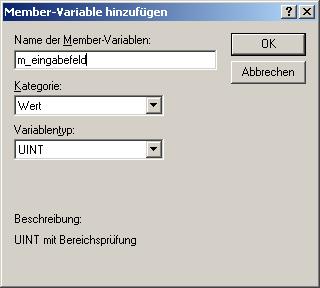 Member-Variable hinzufügen
Name der Member-Variablen:
m_eingabefeld
OK
Abbrechen
Kategorie:
Wert
Variablentyp:
UINT
Beschreibung:
UINT mit Bereichsprüfung